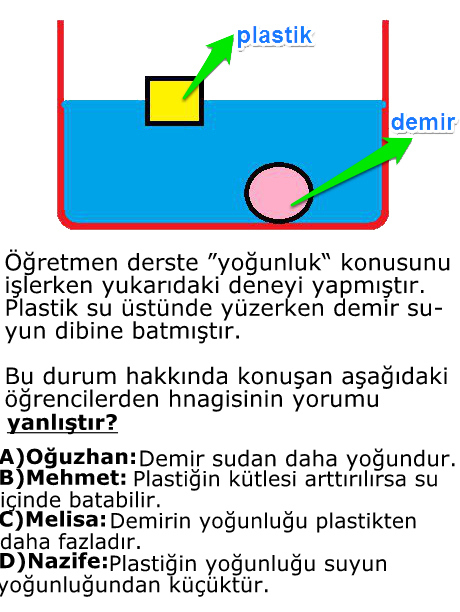 plastik
demir
Öğretmen derste ”yoğunluk“ konusunu
işlerken yukarıdaki deneyi yapmıştır.
Plastik su üstünde yüzerken demir su-
yun dibine batmıştır.
Bu durum hakkında konuşan aşağıdaki
öğrencilerden hnagisinin yorumu
yanlıştır?
A)Oğuzhan:Demir sudan daha yoğundur.
B)Mehmet: Plastiğin kütlesi arttırılırsa su
içinde batabilir.
C)Melisa:Demirin yoğunluğu plastikten
daha fazladır.
D)Nazife:Plastiğin yoğunluğu suyun
yoğunluğundan küçüktür.